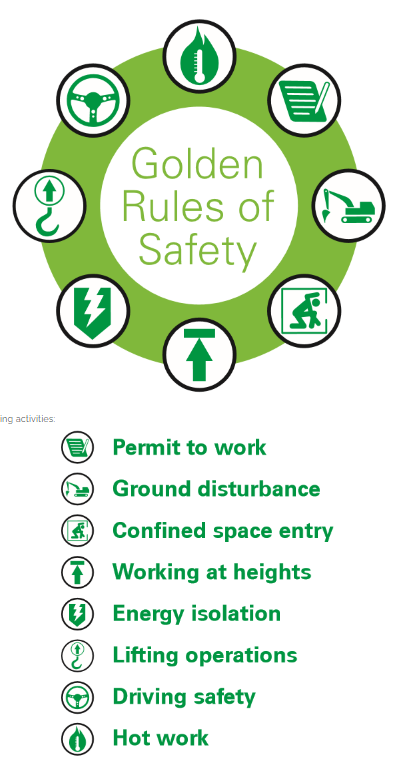 Golden
Rules of
Safety
ing activities:
Permit to work
Ground disturbance
Confined space entry
Working at heights
Energy isolation
Lifting operations
Driving safety
Hot work